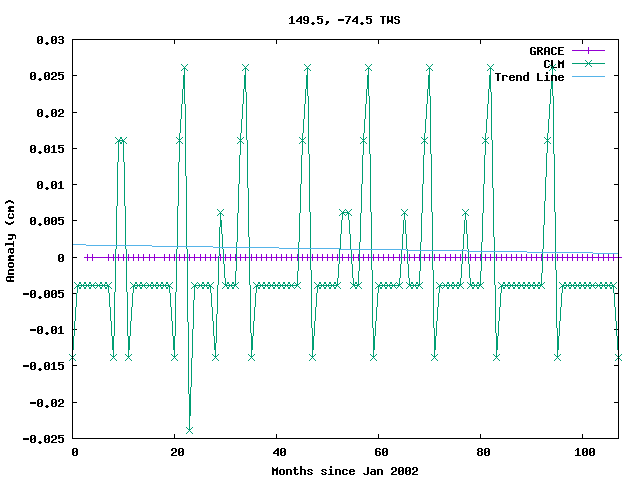 149.5, -74.5 TWS
GRACE
CLM
Trend Line
0.03
0.025
0.02
0.015
0.01
0.005
0
-0.005
-0.01
-0.015
-0.02
-0.025
Anomaly (cm)
0 20 40 60 80 100
Months since Jan 2002